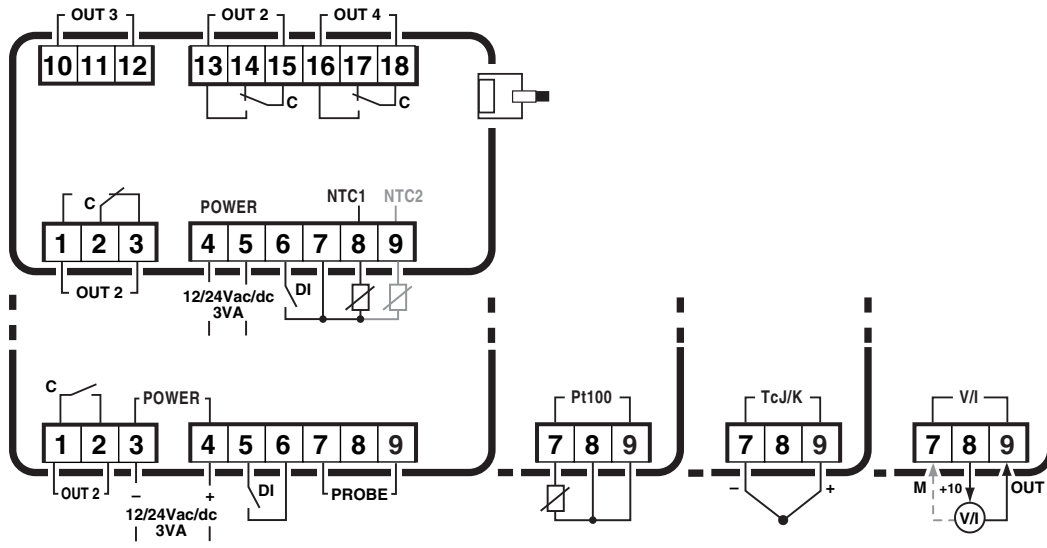 OUT 3 OUT 2 OUT 4
10 11 12 13 14 15 16 17 18
C C
NTC1 NTC2
C POWER
1 2 3 4 5 6 7 8 9
OUT 2 12/24Vac/dc DI
3VA
C POWER Pt100 TcJ/K V/I
1 2 3 4 5 6 7 8 9 7 8 9 7 8 9 7 8 9
OUT 2 – + DI PROBE – + M +10 OUT
12/24Vac/dc V/I
3VA